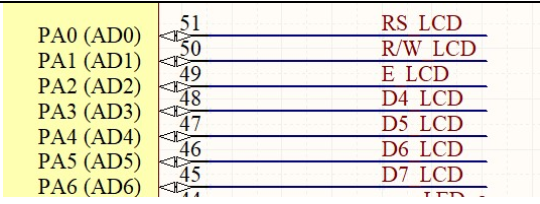 PA0 (AD0) 51 RS LCD
PA1 (AD1) 50 R/W LCD
PA2 (AD2) 49 E LCD
PA3 (AD3) 48 D4 LCD
PA4 (AD4) 47 D5 LCD
PA5 (AD5) 46 D6 LCD
PA6 (AD6) 45 D7 LCD